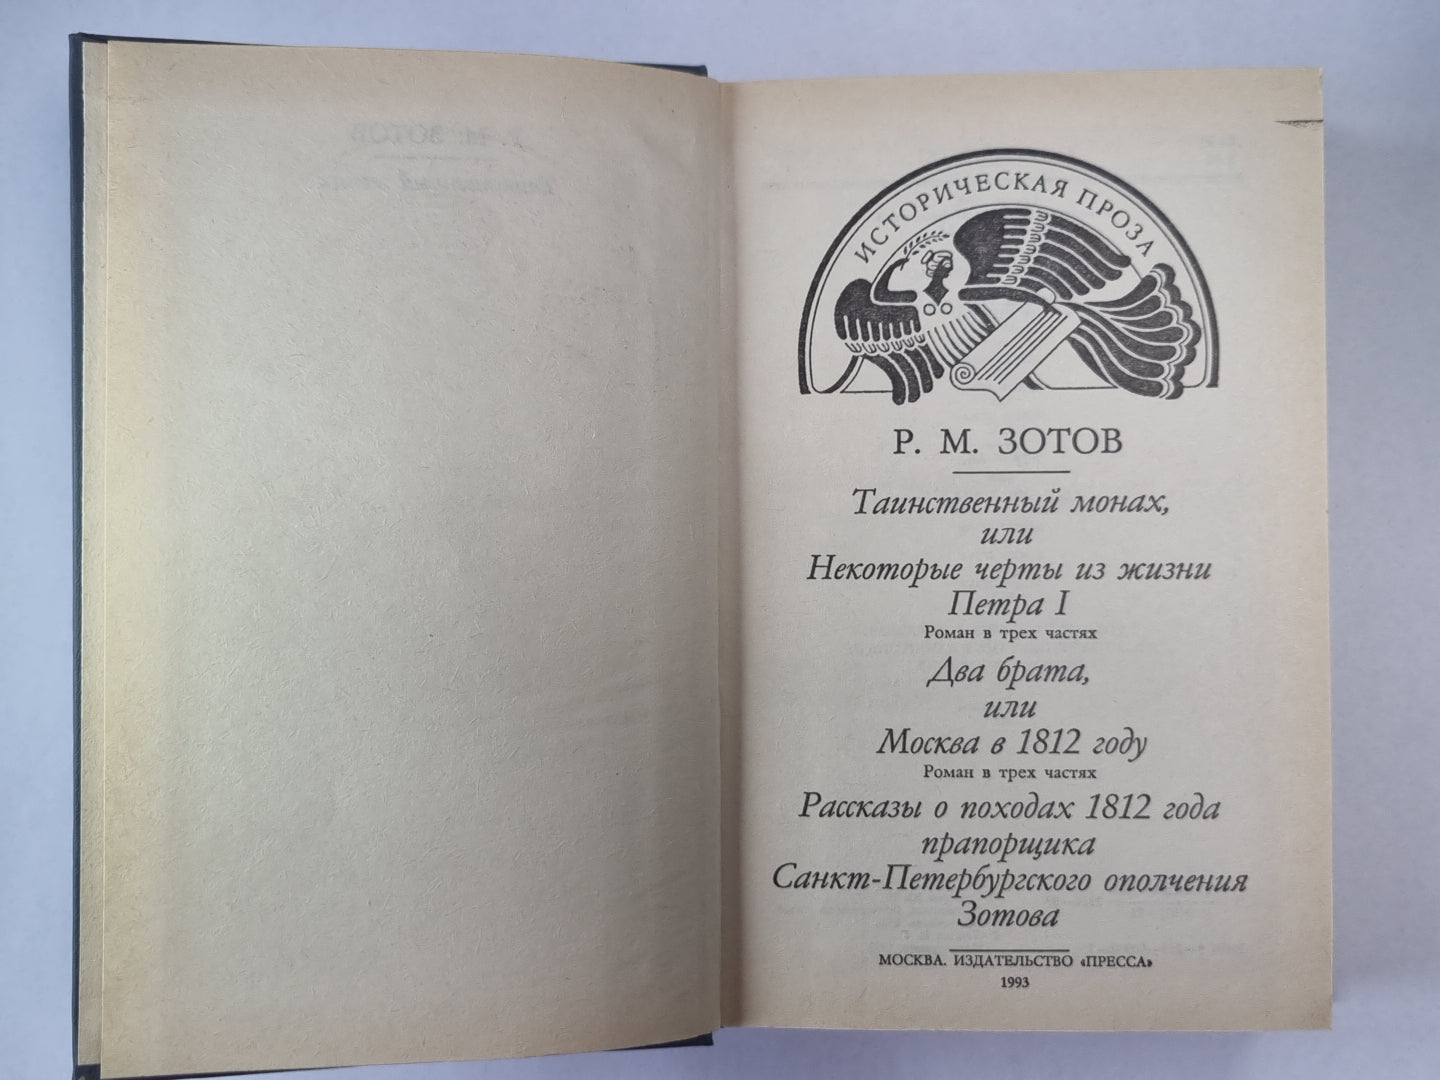 ИСТОРИЧЕСКАЯ ПРОЗА
Р. М. ЗОТОВ
Таинственный монах,
или
Некоторые черты из жизни
Петра I
Роман в трех частях
Два брата,
или
Москва в 1812 году
Роман в трех частях
Рассказы о походах 1812 года
прапорщика
Санкт-Петербургского ополчения
Зотова
МОСКВА. ИЗДАТЕЛЬСТВО «ПРЕССА»
1993